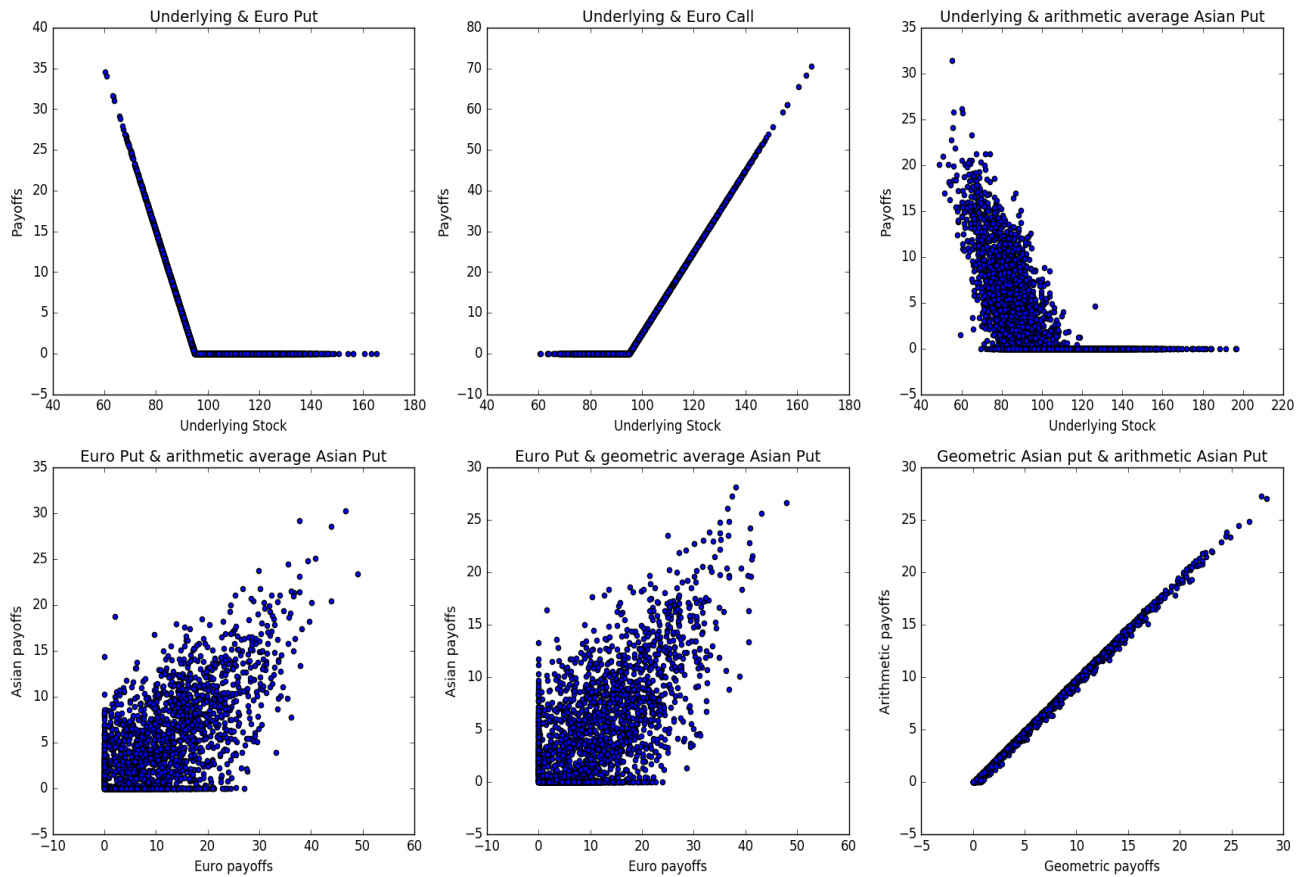 Underlying & Euro Put
40
35
30
25
20
15
10
5
0
−5
Payoffs
40 60 80 100 120 140 160 180
Underlying Stock
Underlying & Euro Call
80
70
60
50
40
30
20
10
0
−10
Payoffs
40 60 80 100 120 140 160 180
Underlying Stock
Underlying & arithmetic average Asian Put
35
30
25
20
15
10
5
0
−5
Payoffs
40 60 80 100 120 140 160 180 200 220
Underlying Stock
Euro Put & arithmetic average Asian Put
35
30
25
20
15
10
5
0
−5
Asian payoffs
−10 0 10 20 30 40 50 60
Euro payoffs
Euro Put & geometric average Asian Put
30
25
20
15
10
5
0
−5
Asian payoffs
−10 0 10 20 30 40 50 60
Euro payoffs
Geometric Asian put & arithmetic Asian Put
30
25
20
15
10
5
0
−5
Arithmetic payoffs
−5 0 5 10 15 20 25 30
Geometric payoffs